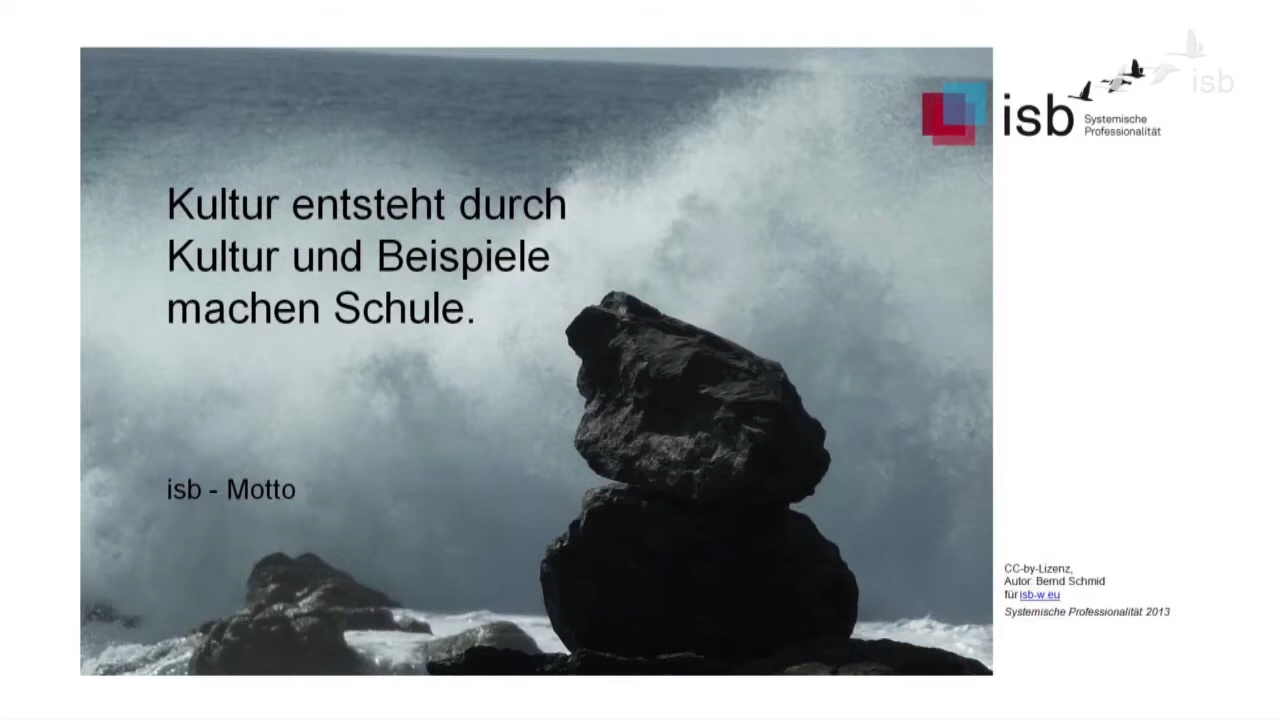 Kultur entsteht durch
Kultur und Beispiele
machen Schule.
isb - Motto
isb
Systemische
Professionalität
isb
CC-by-Lizenz,
Autor: Bernd Schmid
für isb-w.eu
Systemische Professionalität 2013